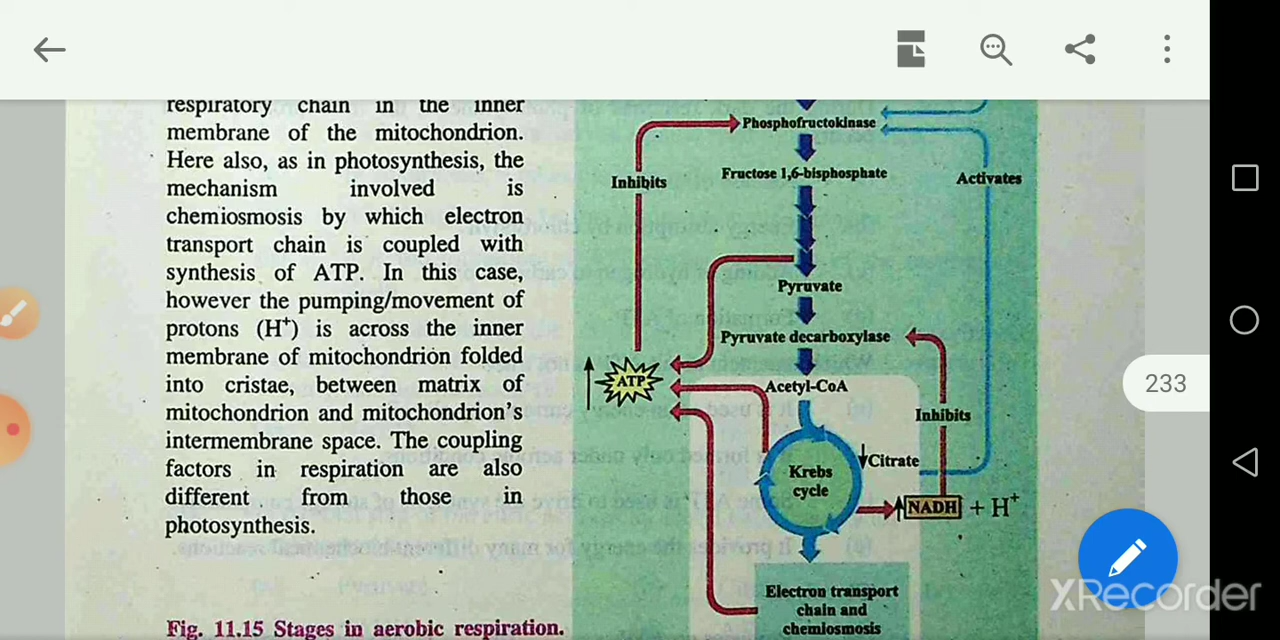 respiratory chain in the inner
membrane of the mitochondrion.
Here also, as in photosynthesis, the
mechanism involved is
chemiosmosis by which electron
transport chain is coupled with
synthesis of ATP. In this case,
however the pumping/movement of
protons (H⁺) is across the inner
membrane of mitochondrion folded
into cristae, between matrix of
mitochondrion and mitochondrion's
intermembrane space. The coupling
factors in respiration are also
different from those in
photosynthesis.
Fig. 11.15 Stages in aerobic respiration.
Phosphofructokinase
Inhibits
Fructose 1,6-bisphosphate
Activates
Pyruvate
Pyruvate decarboxylase
ATP
Acetyl-CoA
Inhibits
Krebs
cycle
Citrate
NADH + H⁺
Electron transport
chain and
chemiosmosis
233
XRecorder